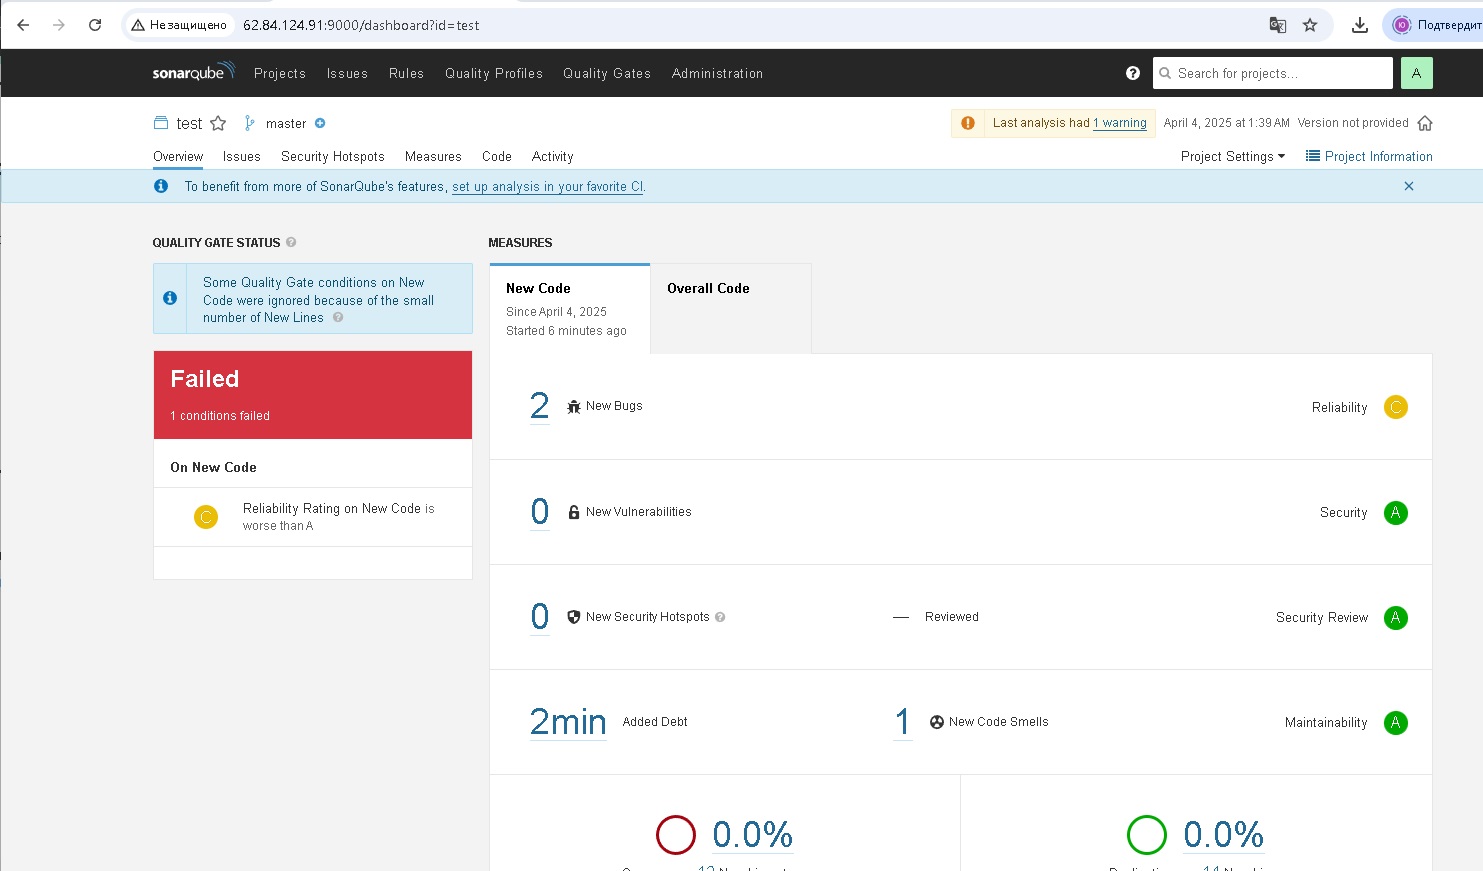 Не защищено 62.84.124.91:9000/dashboard?id=test Подтвердит
sonarqube Projects Issues Rules Quality Profiles Quality Gates Administration Search for projects... A
test master Last analysis had 1 warning April 4, 2025 at 1:39 AM Version not provided
Overview Issues Security Hotspots Measures Code Activity Project Settings Project Information
To benefit from more of SonarQube's features, set up analysis in your favorite CI.
QUALITY GATE STATUS
Some Quality Gate conditions on New
Code were ignored because of the small
number of New Lines
Failed
1 conditions failed
On New Code
C Reliability Rating on New Code is
worse than A
MEASURES
New Code
Since April 4, 2025
Started 6 minutes ago
Overall Code
2 New Bugs Reliability C
0 New Vulnerabilities Security A
0 New Security Hotspots — Reviewed Security Review A
2min Added Debt 1 New Code Smells Maintainability A
0.0% 0.0%